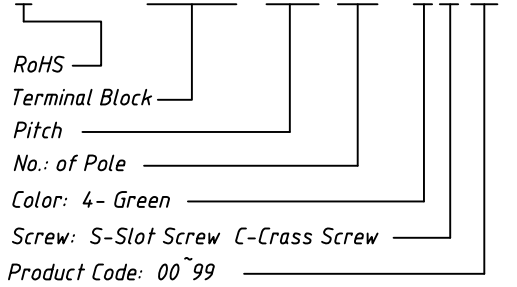 RoHS
Terminal Block
Pitch
No.: of Pole
Color: 4- Green
Screw: S-Slot Screw C-Crass Screw
Product Code: 00~99